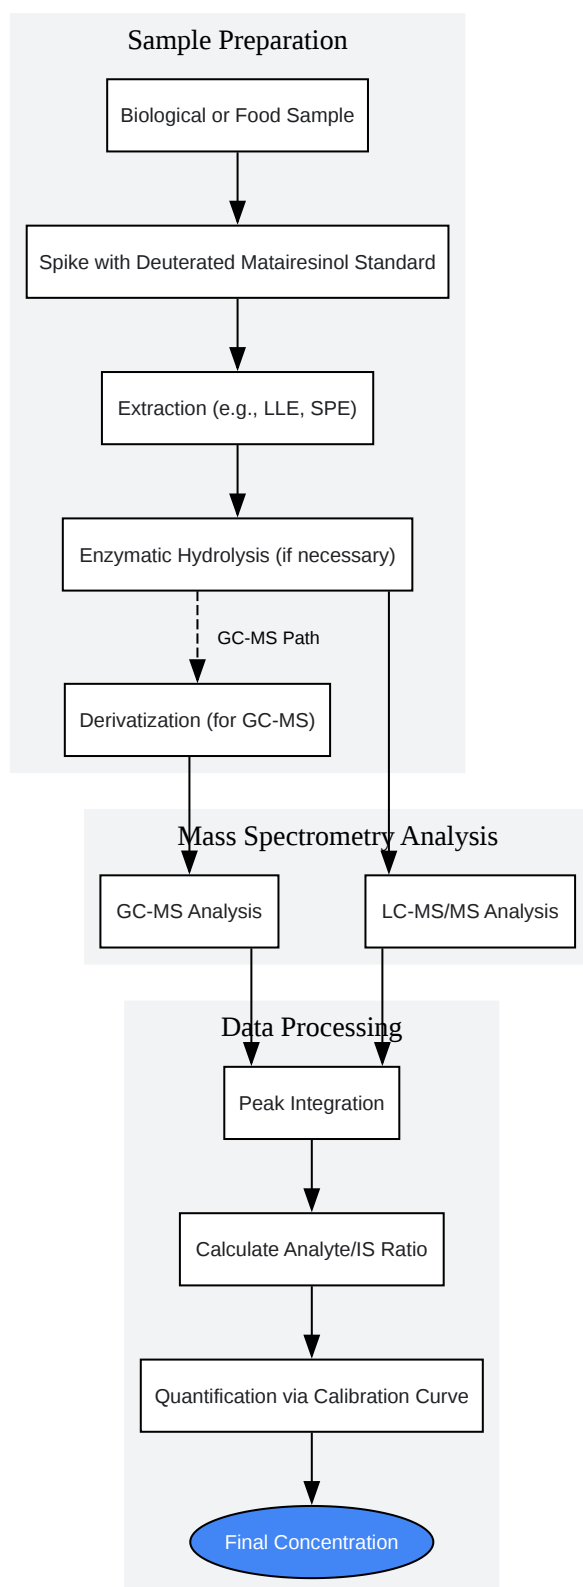 Sample Preparation
Biological or Food Sample
Spike with Deuterated Matairesinol Standard
Extraction (e.g., LLE, SPE)
Enzymatic Hydrolysis (if necessary)
GC-MS Path
Derivatization (for GC-MS)
Mass Spectrometry Analysis
GC-MS Analysis
LC-MS/MS Analysis
Data Processing
Peak Integration
Calculate Analyte/IS Ratio
Quantification via Calibration Curve
Final Concentration